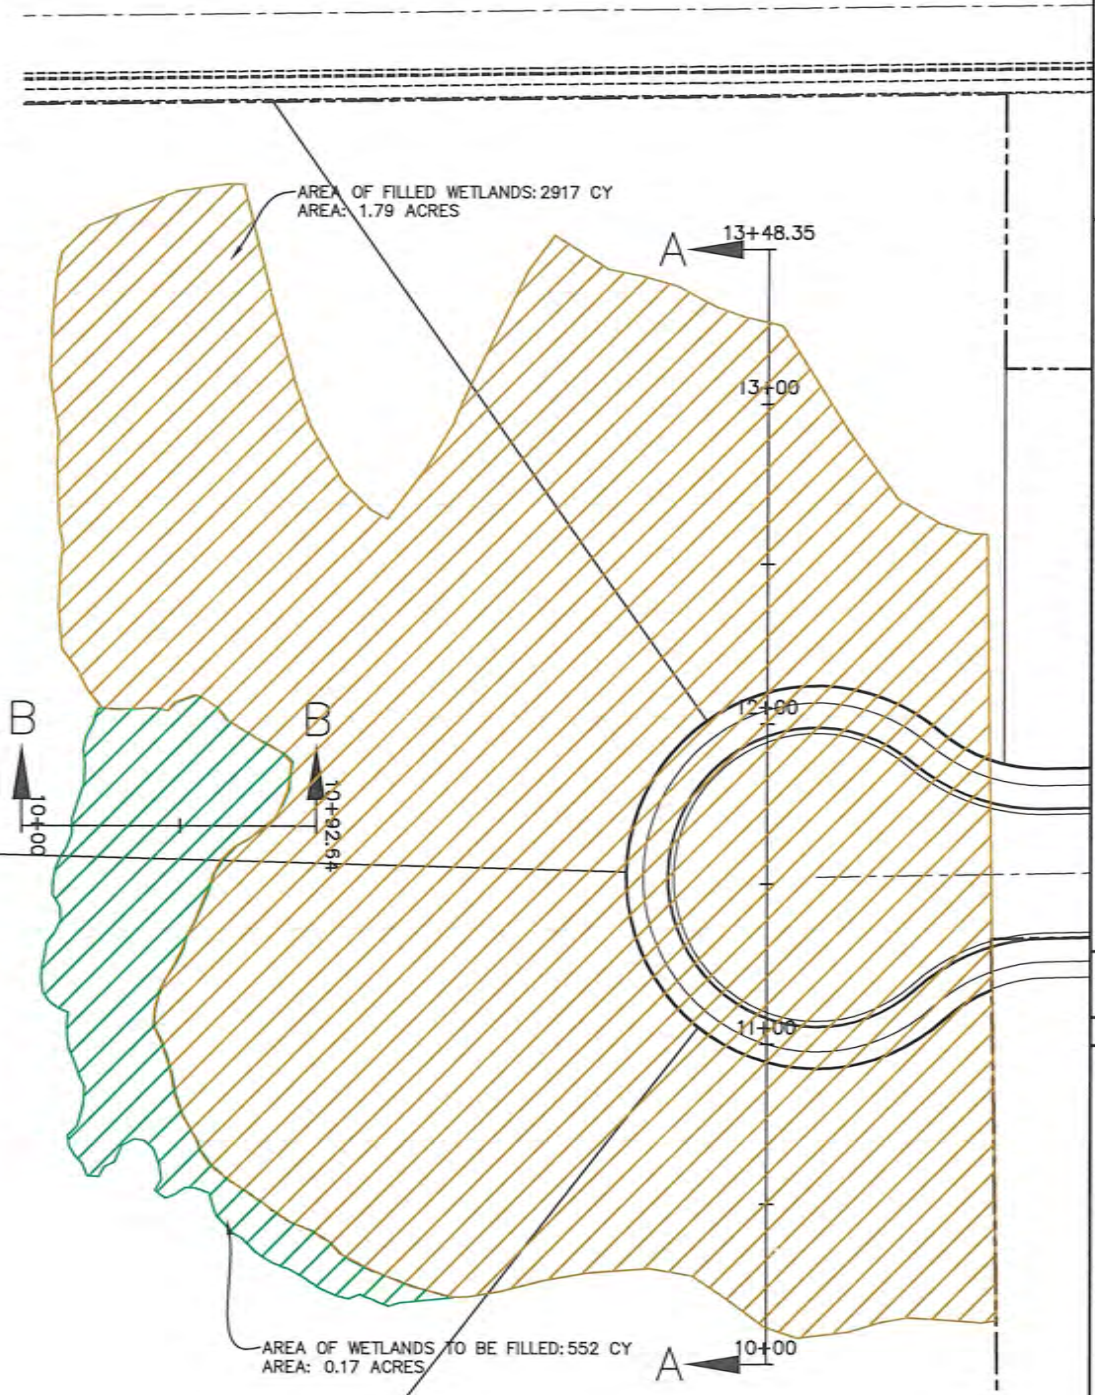 AREA OF FILLED WETLANDS: 2917 CY
AREA: 1.79 ACRES
A
13+48.35
13+00
B
B
12+00
10+00
10+92.64
11+00
AREA OF WETLANDS TO BE FILLED: 552 CY
AREA: 0.17 ACRES
A
10+00